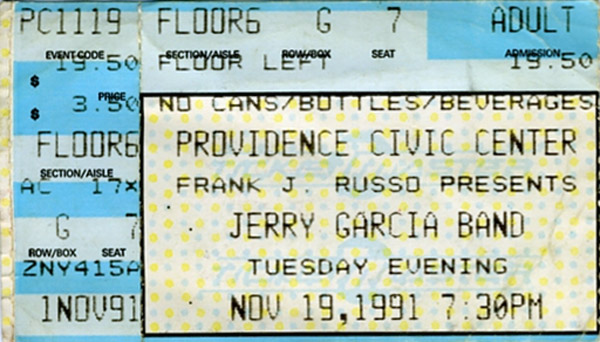 PC1119 FLOOR6 G 7 ADULT
EVENT CODE SECTION/AISLE ROW/BOX SEAT ADMISSION
19.50 FLOOR LEFT 19.50
$ PRICE
$ 3.50 NO CANS/BOTTLES/BEVERAGES
FLOOR6 PROVIDENCE CIVIC CENTER
SECTION/AISLE
AC 17X FRANK J. RUSSO PRESENTS
G 7 JERRY GARCIA BAND
ROW/BOX SEAT
ZNY415A TUESDAY EVENING
1NOV91 NOV 19,1991 7:30PM